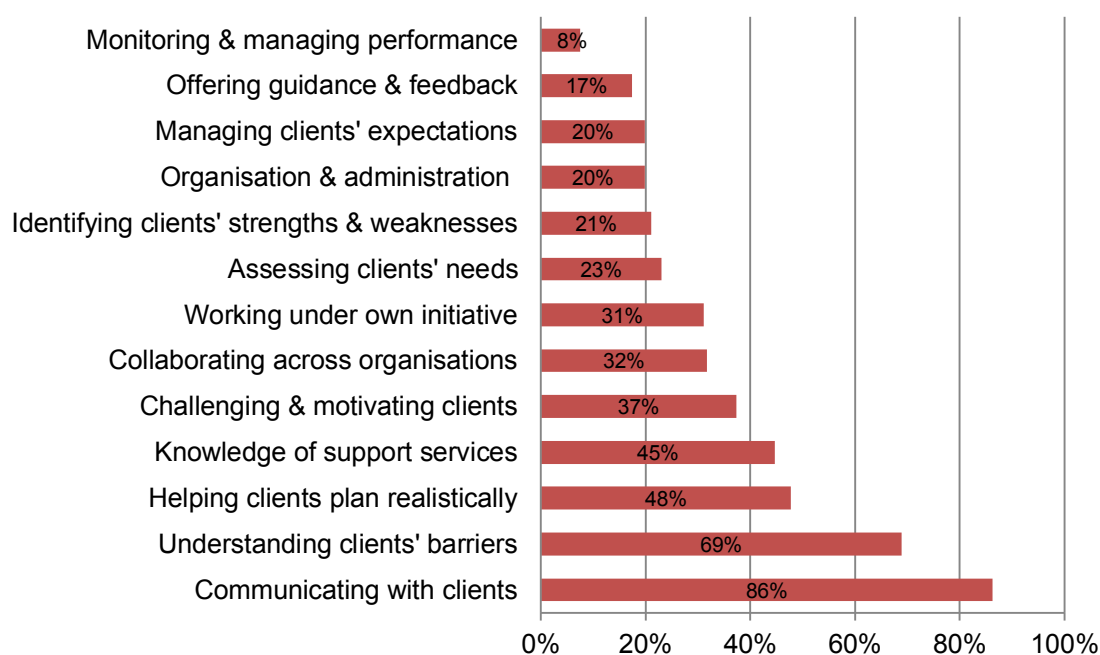 Monitoring & managing performance 8%
Offering guidance & feedback 17%
Managing clients' expectations 20%
Organisation & administration 20%
Identifying clients' strengths & weaknesses 21%
Assessing clients' needs 23%
Working under own initiative 31%
Collaborating across organisations 32%
Challenging & motivating clients 37%
Knowledge of support services 45%
Helping clients plan realistically 48%
Understanding clients' barriers 69%
Communicating with clients 86%
0% 20% 40% 60% 80% 100%